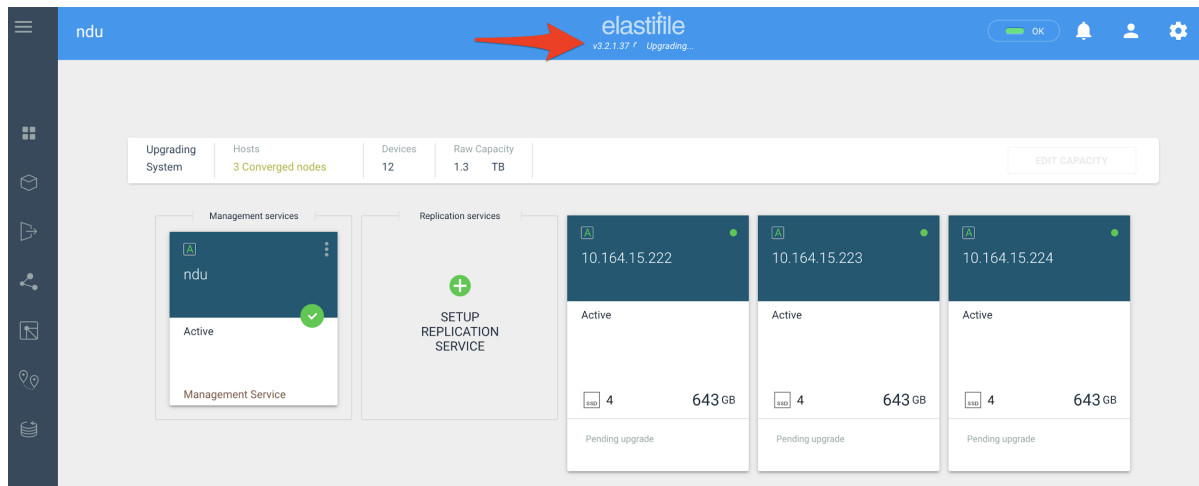 ndu
elastifile
v3.2.1.37 Upgrading...
OK
Upgrading System
Hosts
3 Converged nodes
Devices
12
Raw Capacity
1.3 TB
EDIT CAPACITY
Management services
A
ndu
Active
Management Service
Replication services
SETUP
REPLICATION
SERVICE
A
10.164.15.222
Active
SSD 4 643 GB
Pending upgrade
A
10.164.15.223
Active
SSD 4 643 GB
Pending upgrade
A
10.164.15.224
Active
SSD 4 643 GB
Pending upgrade